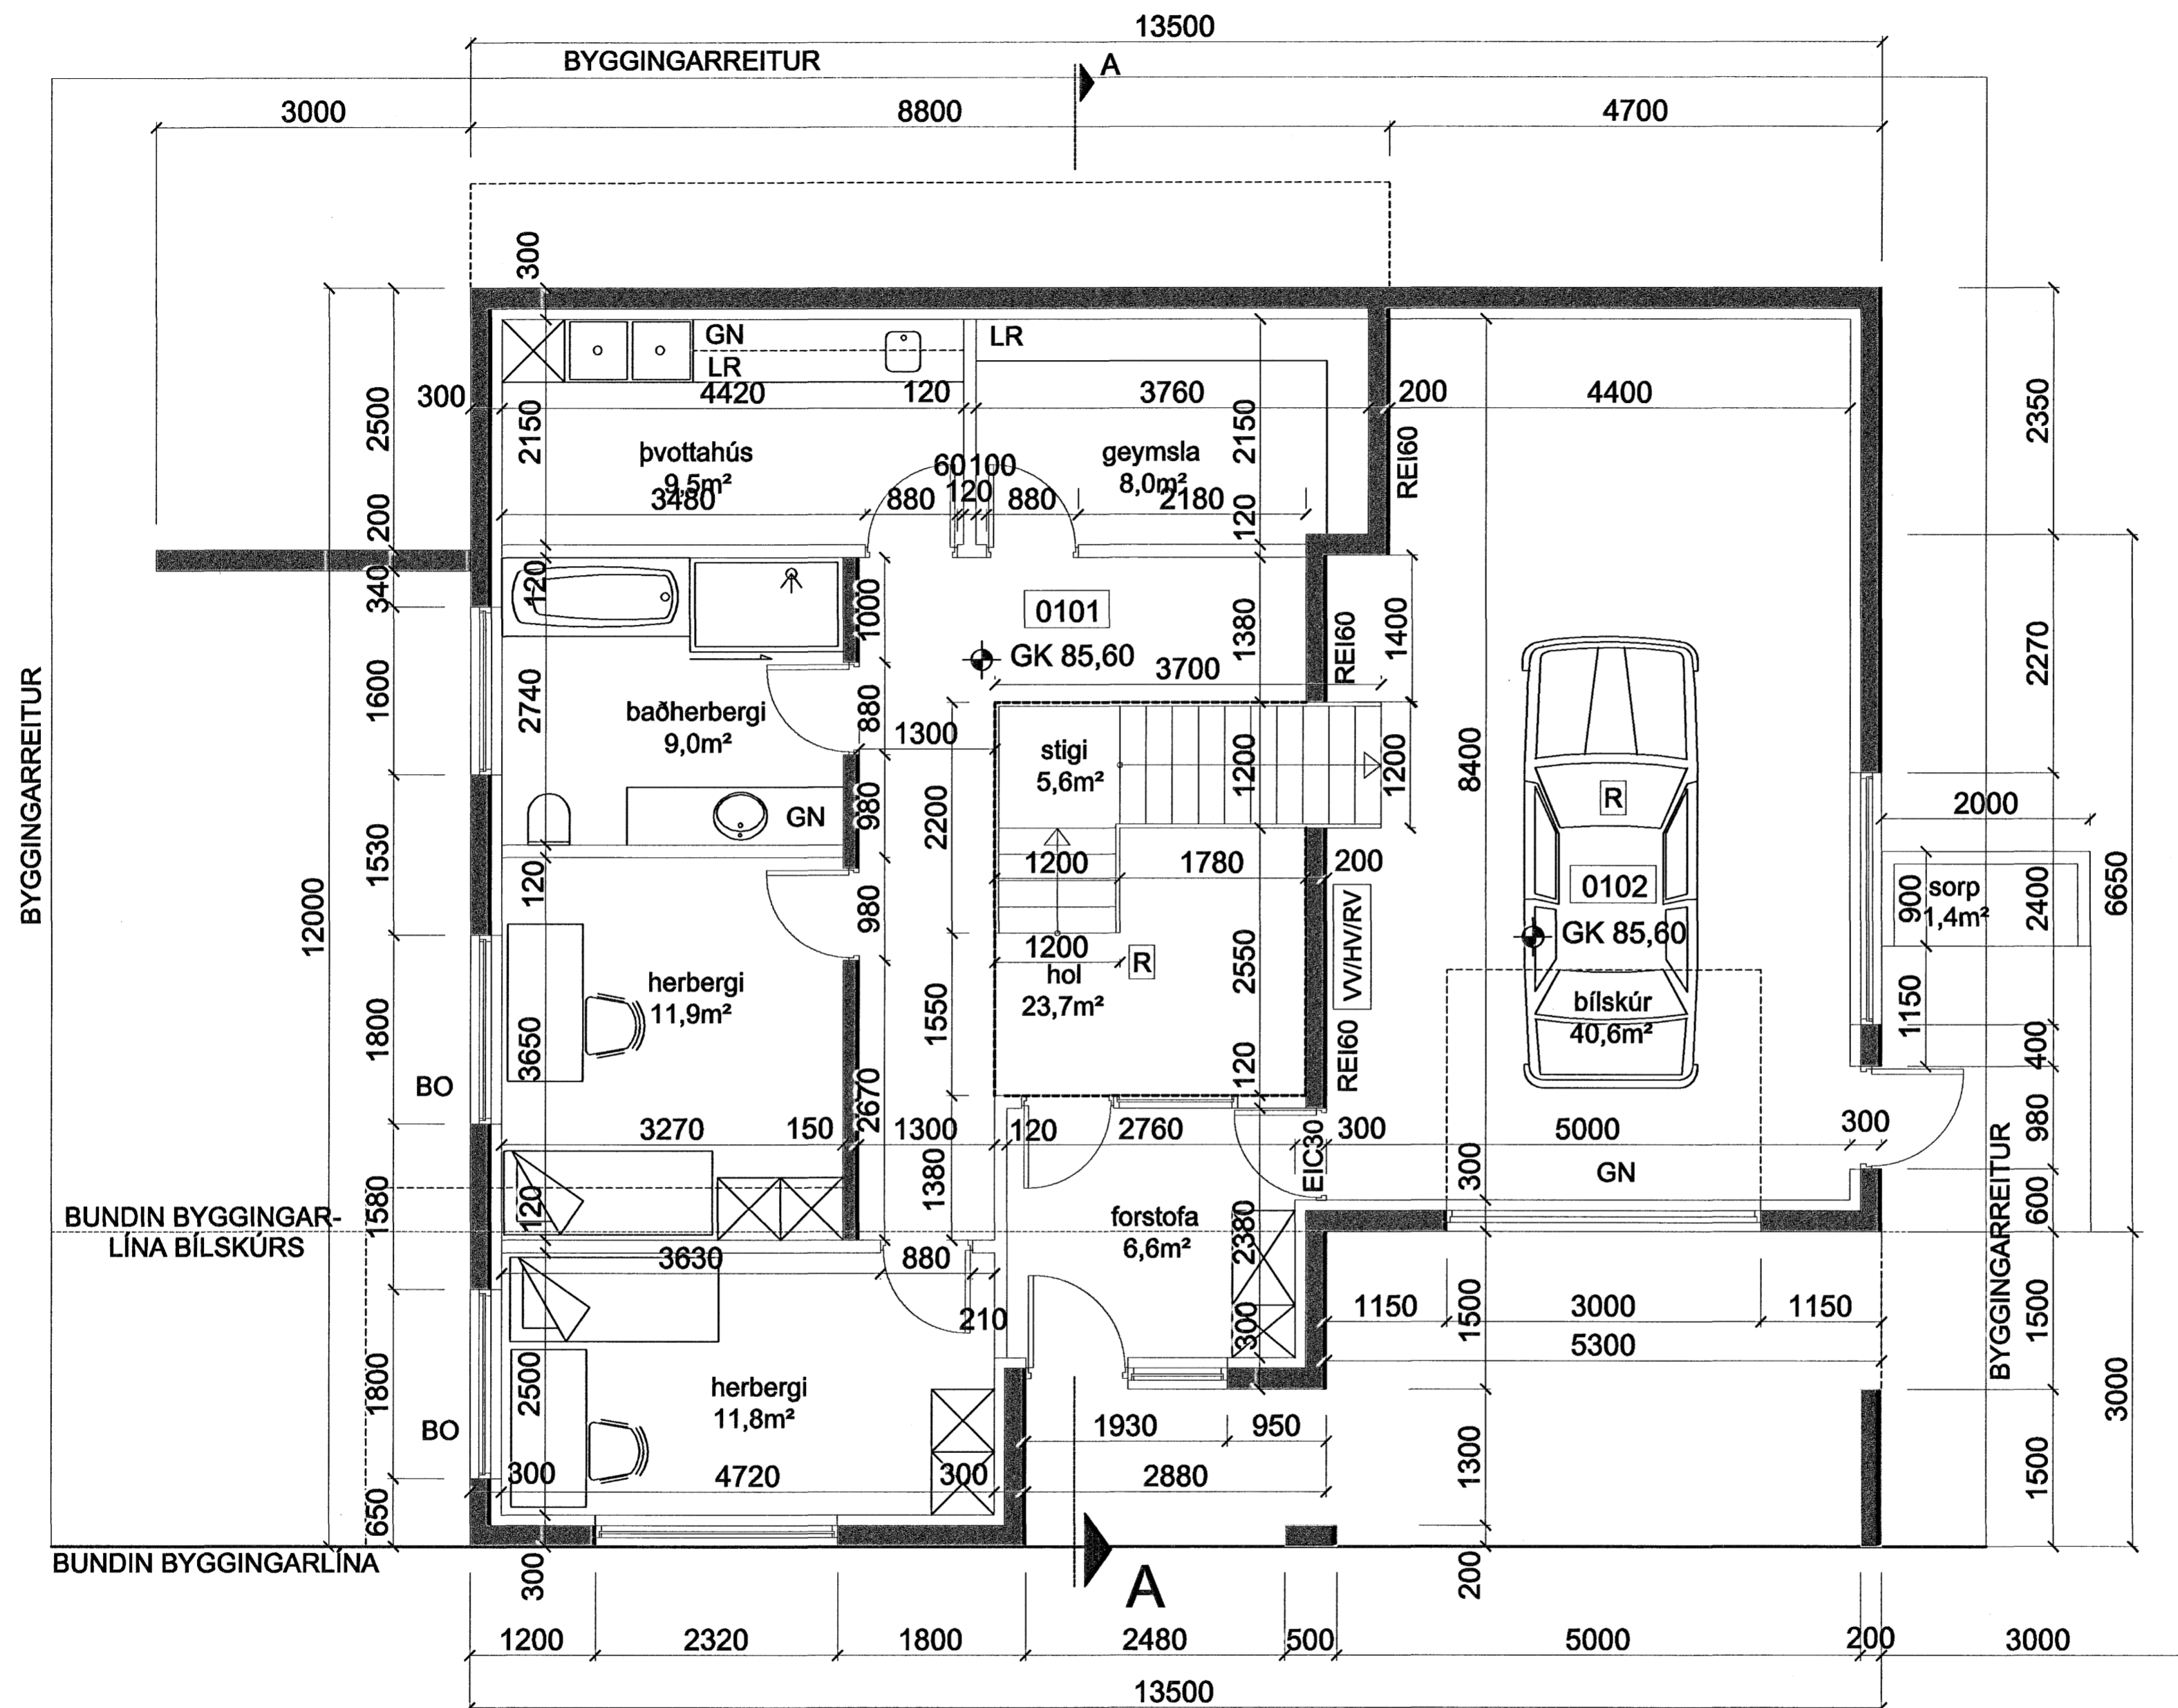 13500
BYGGINGARREITUR
A
3000
8800
4700
300
GN
LR
LR
300
4420
120
3760
200
4400
2500
2150
2150
2350
þvottahús
9,5m²
60
100
geymsla
8,0m²
REI60
3480
880
120
880
2180
200
120
340
120
1000
0101
1380
REI60
1400
GK 85,60
3700
2270
BYGGINGARREITUR
1600
2740
baðherbergi
9,0m²
880
1300
stigi
5,6m²
1200
1200
8400
R
2000
GN
980
2200
1530
120
1200
1780
200
12000
980
VV/HV/RV
0102
900
sorp
1,4m²
2400
6650
1200
R
GK 85,60
herbergi
11,9m²
hol
23,7m²
2550
bílskúr
40,6m²
1150
1800
3650
1550
400
BO
REI60
120
2670
3270
150
1300
120
2760
300
5000
300
980
EIC30
300
GN
1380
1580
120
600
BUNDIN BYGGINGAR-
LÍNA BÍLSKÚRS
forstofa
6,6m²
2380
BYGGINGARREITUR
3630
880
210
300
1150
1500
3000
1150
1500
5300
3000
1800
2500
herbergi
11,8m²
BO
1930
950
300
4720
300
2880
1300
1500
650
BUNDIN BYGGINGARLÍNA
300
A
200
1200
2320
1800
2480
500
5000
200
3000
13500